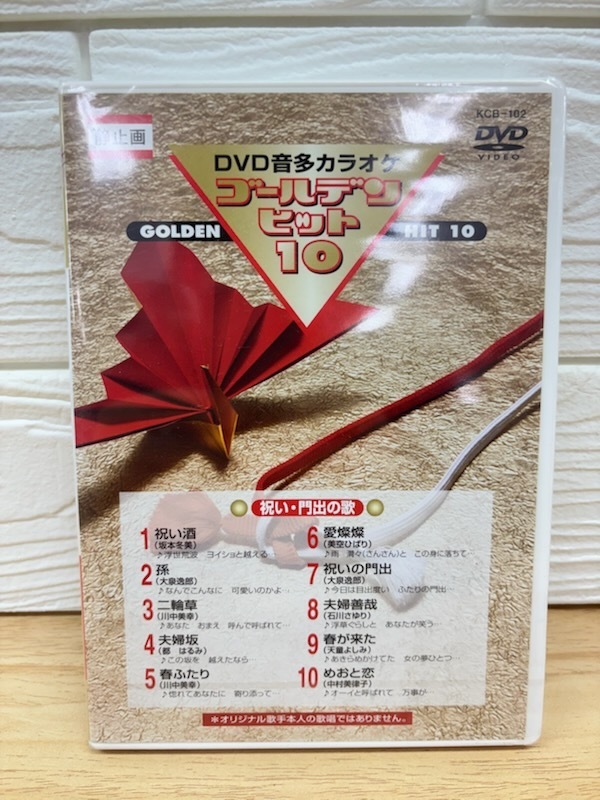 静止画
KCB-102
DVD
VIDEO
DVD音多カラオケ
ゴールデン
ヒット
10
GOLDEN HIT 10
祝い・門出の歌
1 祝い酒
(坂本冬美)
♪浮世荒波 ヨイショと越える…
2 孫
(大泉逸郎)
♪なんでこんなに 可愛いのかよ…
3 二輪草
(川中美幸)
♪あなた おまえ 呼んで呼ばれて…
4 夫婦坂
(都 はるみ)
♪この坂を 越えたなら
5 春ふたり
(川中美幸)
♪惚れてあなたに 寄り添って…
6 愛燦燦
(美空ひばり)
♪雨 潸々(さんさん)と この身に落ちて
7 祝いの門出
(大泉逸郎)
♪今日は目出度い ふたりの門出
8 夫婦善哉
(石川さゆり)
♪浮草ぐらしと あなたが笑う…
9 春が来た
(天童よしみ)
♪あきらめかけてた 女の夢ひとつ…
10 めおと恋
(中村美律子)
♪オーイと呼ばれて 万事が…
＊オリジナル歌手本人の歌唱ではありません。